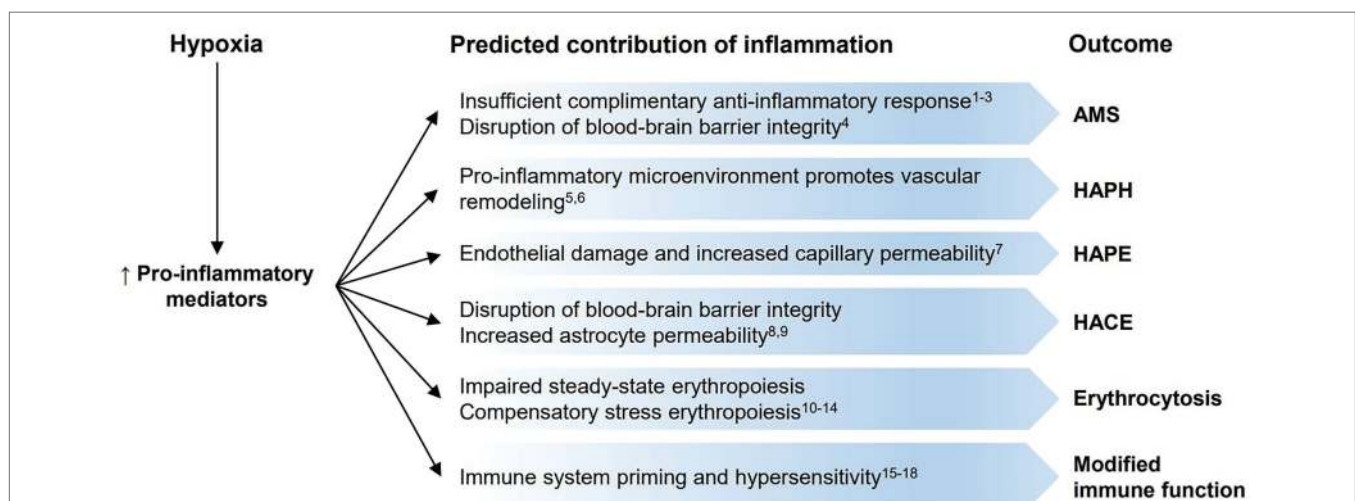 Hypoxia
Predicted contribution of inflammation
Outcome
↑ Pro-inflammatory
mediators
Insufficient complimentary anti-inflammatory response1-3
Disruption of blood-brain barrier integrity4
AMS
Pro-inflammatory microenvironment promotes vascular
remodeling5,6
HAPH
Endothelial damage and increased capillary permeability7
HAPE
Disruption of blood-brain barrier integrity
Increased astrocyte permeability8,9
HACE
Impaired steady-state erythropoiesis
Compensatory stress erythropoiesis10-14
Erythrocytosis
Immune system priming and hypersensitivity15-18
Modified
immune function